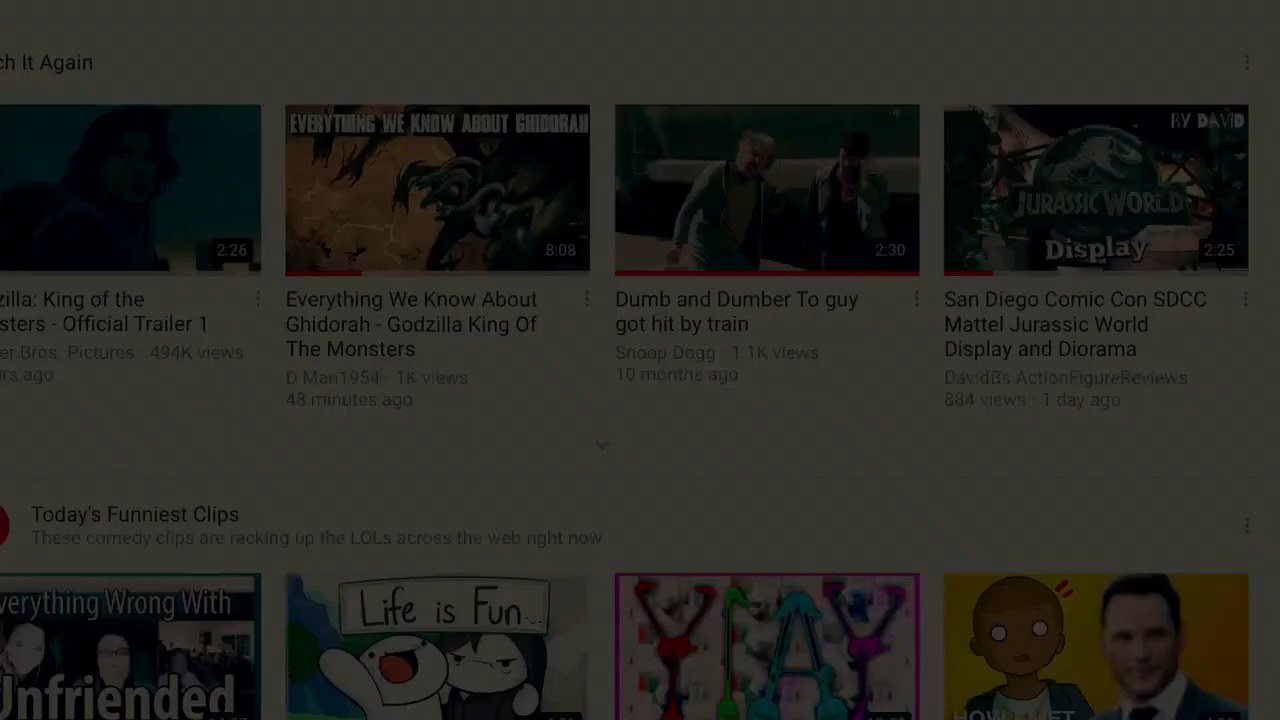 ch It Again
EVERYTHING WE KNOW ABOUT GHIDORAH
BY DAVID
JURASSIC WORLD
Display
2:26
8:08
2:30
2:25
zilla: King of the
sters - Official Trailer 1
er Bros. Pictures · 494K views
rs ago
Everything We Know About
Ghidorah - Godzilla King Of
The Monsters
D Man1954 · 1K views
48 minutes ago
Dumb and Dumber To guy
got hit by train
Snoop Dogg · 1.1K views
10 months ago
San Diego Comic Con SDCC
Mattel Jurassic World
Display and Diorama
DavidBs ActionFigureReviews
884 views · 1 day ago
Today's Funniest Clips
These comedy clips are racking up the LOLs across the web right now
verything Wrong With
Unfriended
Life is Fun..
YIAY
HOW I MET